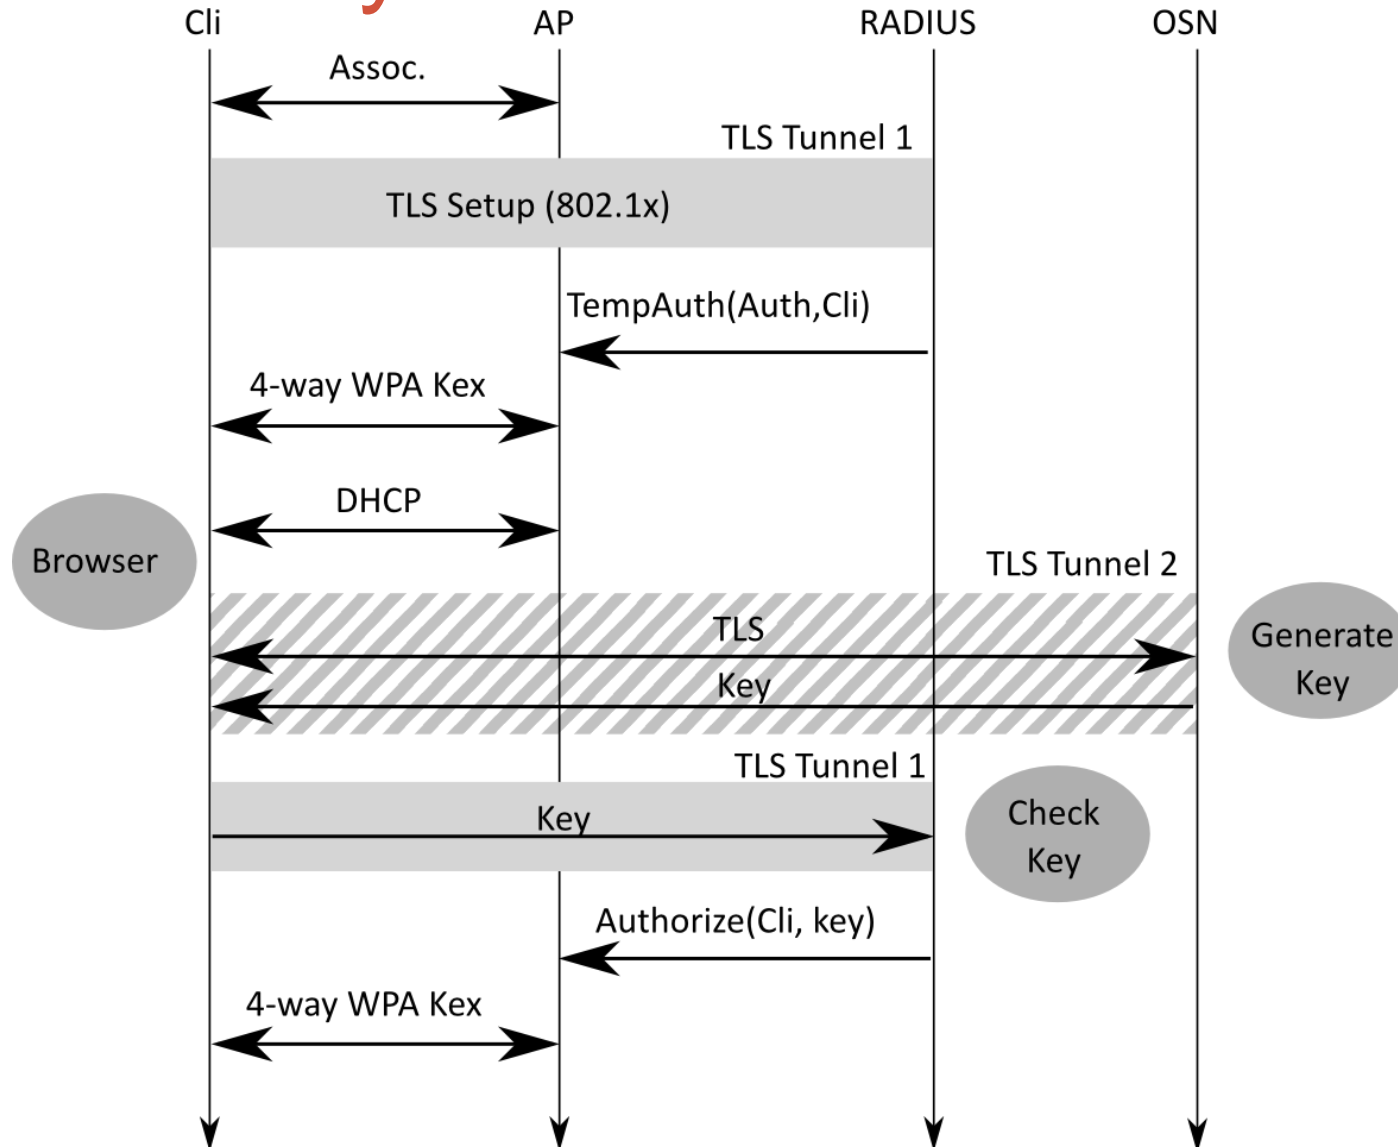 Cli
AP
RADIUS
OSN
Assoc.
TLS Tunnel 1
TLS Setup (802.1x)
TempAuth(Auth,Cli)
4-way WPA Kex
DHCP
Browser
TLS Tunnel 2
TLS
Generate
Key
Key
TLS Tunnel 1
Key
Check
Key
Authorize(Cli, key)
4-way WPA Kex